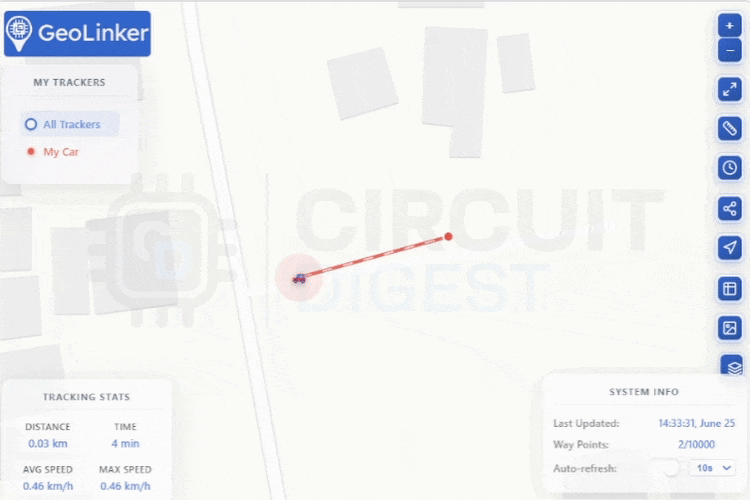 GeoLinker
MY TRACKERS
All Trackers
My Car
CIRCUIT
DIGEST
TRACKING STATS
DISTANCE TIME
0.03 km 4 min
AVG SPEED MAX SPEED
0.46 km/h 0.46 km/h
+
−
SYSTEM INFO
Last Updated: 14:33:31, June 25
Way Points: 2/10000
Auto-refresh: 10s